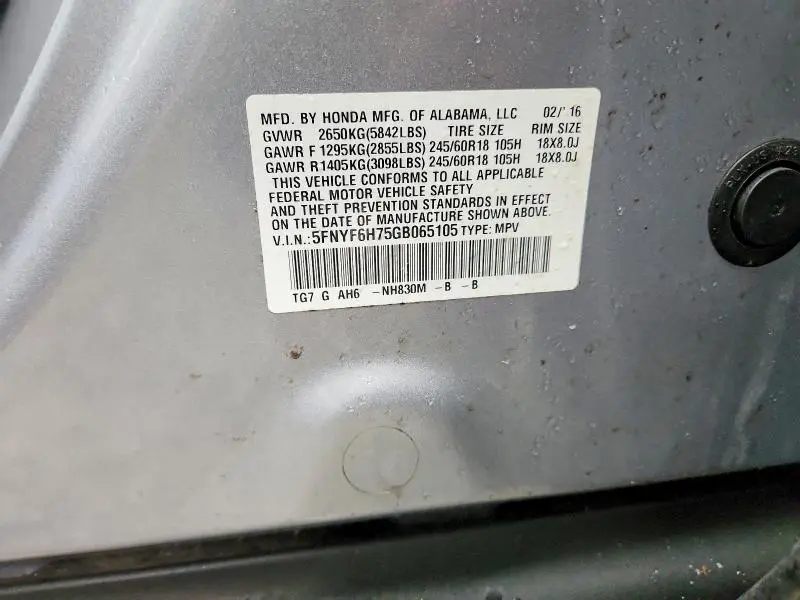 MFD. BY HONDA MFG. OF ALABAMA, LLC 02/'16
GVWR 2650KG(5842LBS) TIRE SIZE RIM SIZE
GAWR F 1295KG(2855LBS) 245/60R18 105H 18X8.0J
GAWR R1405KG(3098LBS) 245/60R18 105H 18X8.0J
THIS VEHICLE CONFORMS TO ALL APPLICABLE
FEDERAL MOTOR VEHICLE SAFETY
AND THEFT PREVENTION STANDARDS IN EFFECT
ON THE DATE OF MANUFACTURE SHOWN ABOVE.
V.I.N.:5FNYF6H75GB065105 TYPE: MPV
TG7 G AH6 -NH830M -B -B